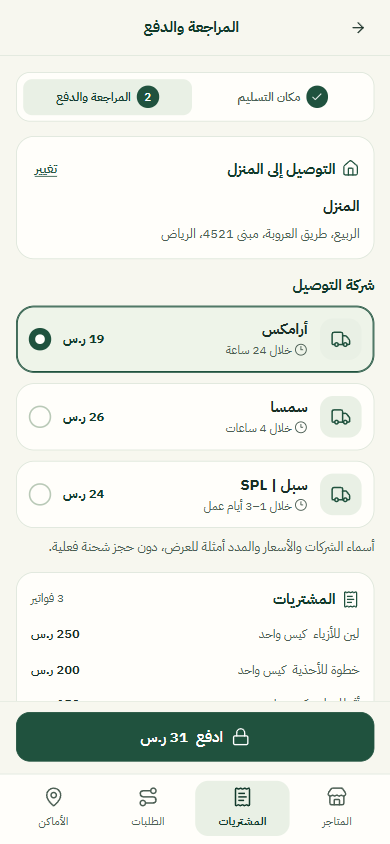 المراجعة والدفع
مكان التسليم
2 المراجعة والدفع
التوصيل إلى المنزل
تغيير
المنزل
الربيع، طريق العروبة، مبنى 4521، الرياض
شركة التوصيل
أرامكس
خلال 24 ساعة
19 ر.س
سمسا
خلال 4 ساعات
26 ر.س
سبل | SPL
خلال 1–3 أيام عمل
24 ر.س
أسماء الشركات والأسعار والمدد أمثلة للعرض، دون حجز شحنة فعلية.
المشتريات
3 فواتير
لين للأزياء كيس واحد
250 ر.س
خطوة للأحذية كيس واحد
200 ر.س
ادفع 31 ر.س
المتاجر
المشتريات
الطلبات
الأماكن